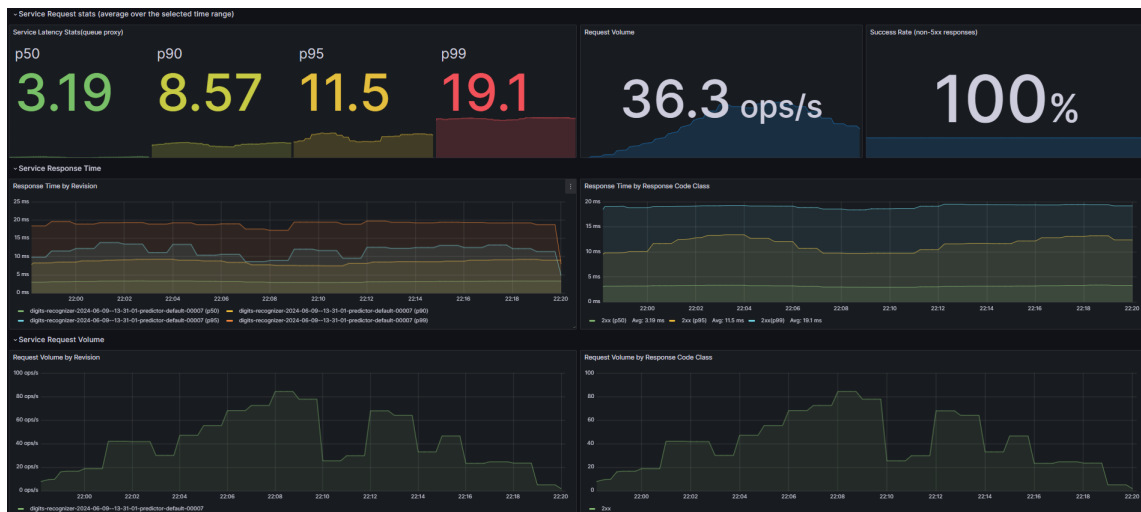 Service Request stats (average over the selected time range)
Service Latency Stats(queue proxy)
p50
p90
p95
p99
3.19
8.57
11.5
19.1
Request Volume
36.3 ops/s
Success Rate (non-5xx responses)
100%
Service Response Time
Response Time by Revision
25 ms
20 ms
15 ms
10 ms
5 ms
0 ms
22:00 22:02 22:04 22:06 22:08 22:10 22:12 22:14 22:16 22:18 22:20
digits-recognizer-2024-06-09--13-31-01-predictor-default-00007 (p50) digits-recognizer-2024-06-09--13-31-01-predictor-default-00007 (p90)
digits-recognizer-2024-06-09--13-31-01-predictor-default-00007 (p95) digits-recognizer-2024-06-09--13-31-01-predictor-default-00007 (p99)
Response Time by Response Code Class
20 ms
15 ms
10 ms
5 ms
0 ms
22:00 22:02 22:04 22:06 22:08 22:10 22:12 22:14 22:16 22:18 22:20
2xx (p50) Avg: 3.19 ms 2xx (p95) Avg: 11.5 ms 2xx(p99) Avg: 19.1 ms
Service Request Volume
Request Volume by Revision
100 ops/s
80 ops/s
60 ops/s
40 ops/s
20 ops/s
0 ops/s
22:00 22:02 22:04 22:06 22:08 22:10 22:12 22:14 22:16 22:18 22:20
digits-recognizer-2024-06-09--13-31-01-predictor-default-00007
Request Volume by Response Code Class
100
80
60
40
20
0
22:00 22:02 22:04 22:06 22:08 22:10 22:12 22:14 22:16 22:18 22:20
2xx